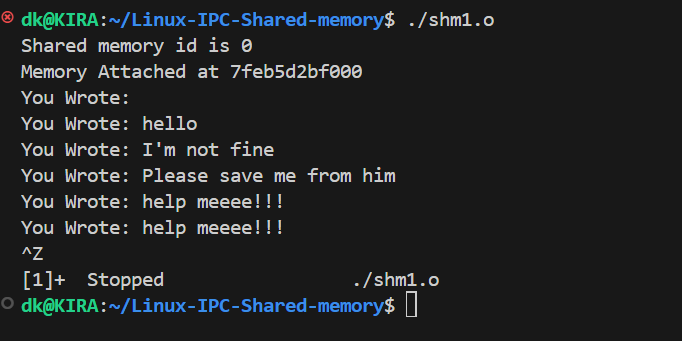 dk@KIRA:~/Linux-IPC-Shared-memory$ ./shm1.o
Shared memory id is 0
Memory Attached at 7feb5d2bf000
You Wrote:
You Wrote: hello
You Wrote: I'm not fine
You Wrote: Please save me from him
You Wrote: help meeee!!!
You Wrote: help meeee!!!
^Z
[1]+  Stopped                 ./shm1.o
dk@KIRA:~/Linux-IPC-Shared-memory$